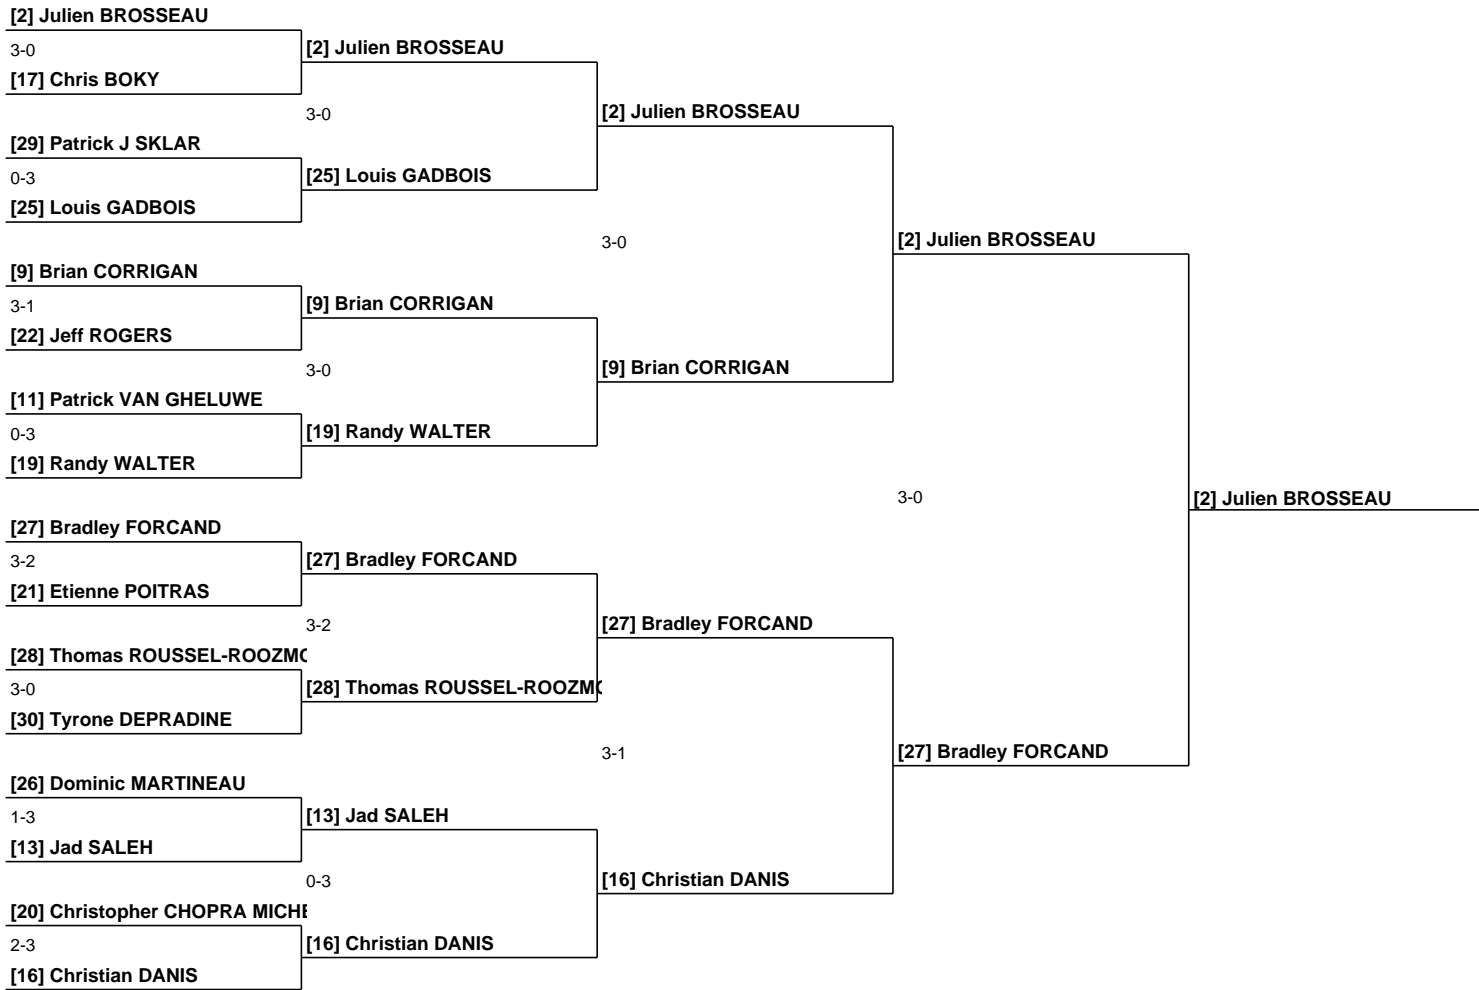 [2] Julien BROSSEAU
3-0
[17] Chris BOKY
[29] Patrick J SKLAR
0-3
[25] Louis GADBOIS
[9] Brian CORRIGAN
3-1
[22] Jeff ROGERS
[11] Patrick VAN GHELUWE
0-3
[19] Randy WALTER
[27] Bradley FORCAND
3-2
[21] Etienne POITRAS
[28] Thomas ROUSSEL-ROOZMO
3-0
[30] Tyrone DEPRADINE
[26] Dominic MARTINEAU
1-3
[13] Jad SALEH
[20] Christopher CHOPRA MICHE
2-3
[16] Christian DANIS
[2] Julien BROSSEAU
3-0
[25] Louis GADBOIS
[9] Brian CORRIGAN
3-0
[19] Randy WALTER
[27] Bradley FORCAND
3-2
[28] Thomas ROUSSEL-ROOZMO
[13] Jad SALEH
0-3
[16] Christian DANIS
[2] Julien BROSSEAU
3-0
[9] Brian CORRIGAN
[27] Bradley FORCAND
3-1
[16] Christian DANIS
[2] Julien BROSSEAU
3-0
[27] Bradley FORCAND
[2] Julien BROSSEAU